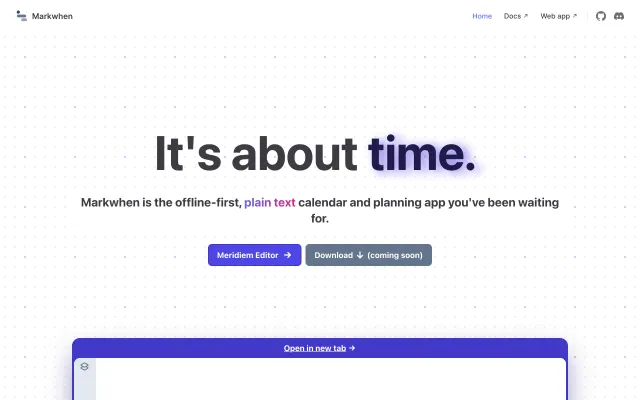 Markwhen
Home
Docs ↗
Web app ↗
It's about time.
Markwhen is the offline-first, plain text calendar and planning app you've been waiting
for.
Meridiem Editor →
Download ↓ (coming soon)
Open in new tab →